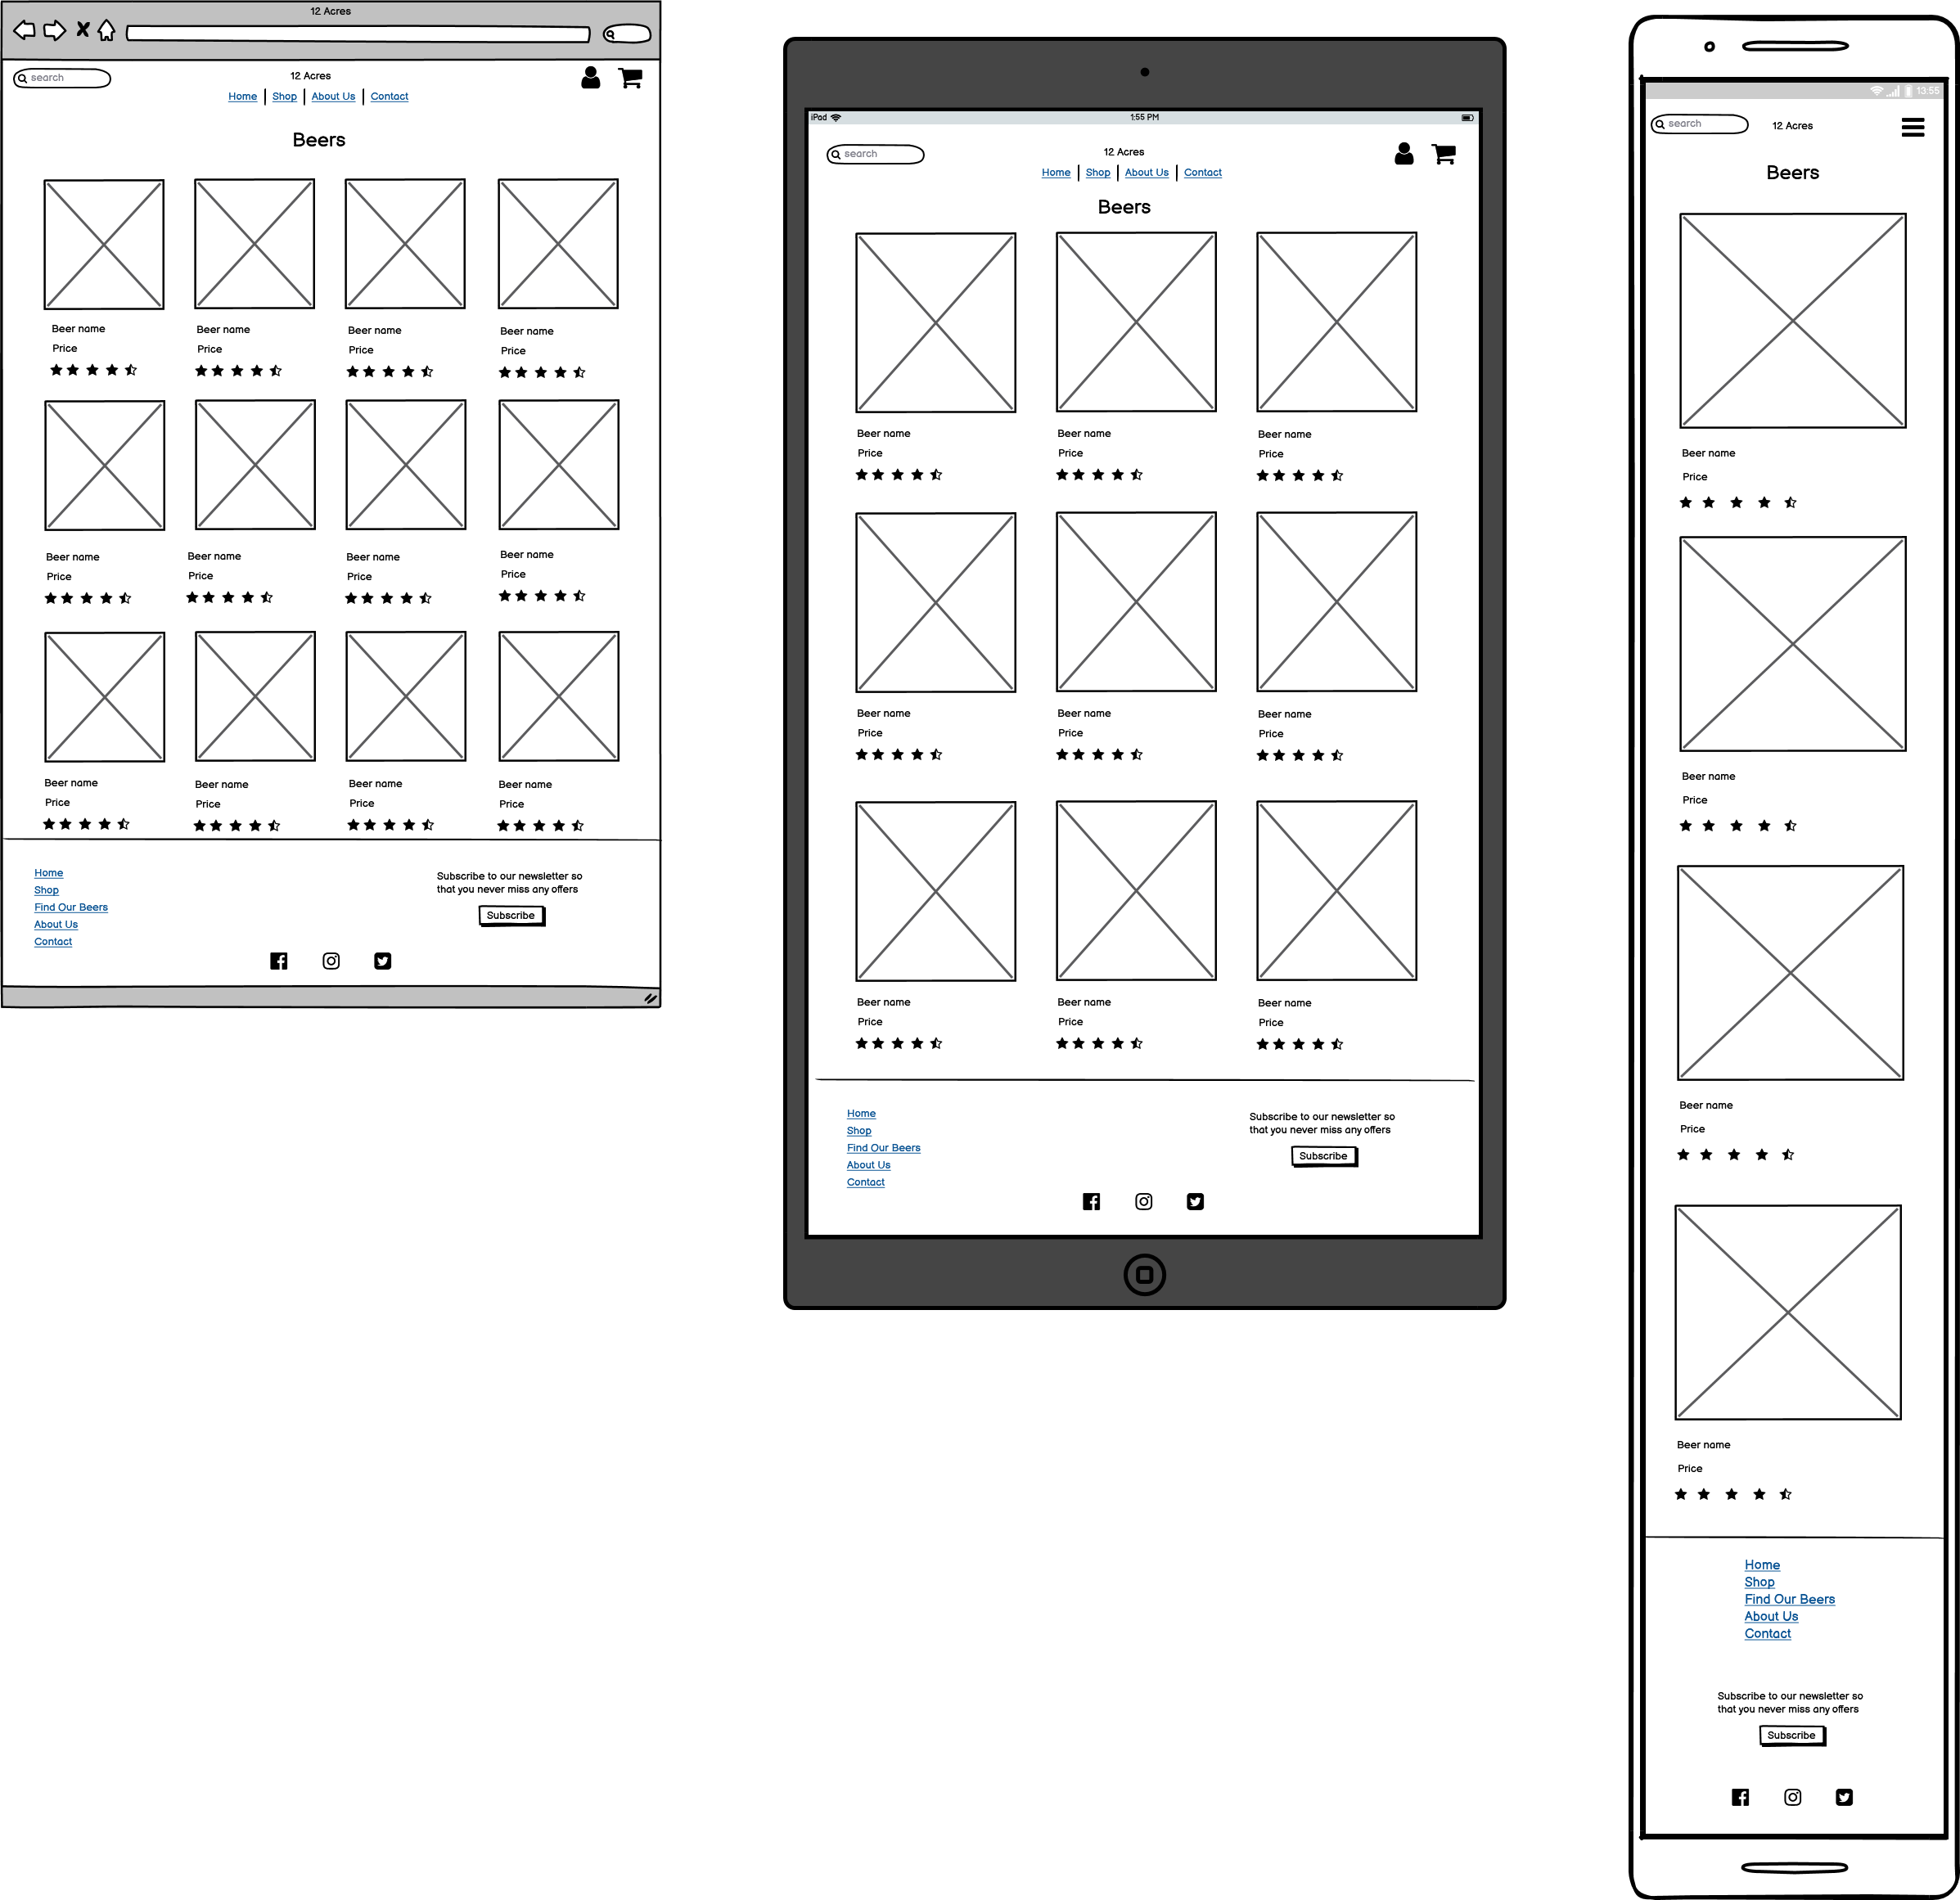 12 Acres
search
12 Acres
Home Shop About Us Contact
Beers
Beer name Beer name Beer name Beer name
Price Price Price Price
Beer name Beer name Beer name Beer name
Price Price Price Price
Beer name Beer name Beer name Beer name
Price Price Price Price
Home
Shop
Find Our Beers
About Us
Contact
Subscribe to our newsletter so
that you never miss any offers
Subscribe
iPad 1:55 PM
search
12 Acres
Home Shop About Us Contact
Beers
Beer name Beer name Beer name
Price Price Price
Beer name Beer name Beer name
Price Price Price
Beer name Beer name Beer name
Price Price Price
Home
Shop
Find Our Beers
About Us
Contact
Subscribe to our newsletter so
that you never miss any offers
Subscribe
13:55
search 12 Acres
Beers
Beer name
Price
Beer name
Price
Beer name
Price
Beer name
Price
Home
Shop
Find Our Beers
About Us
Contact
Subscribe to our newsletter so
that you never miss any offers
Subscribe